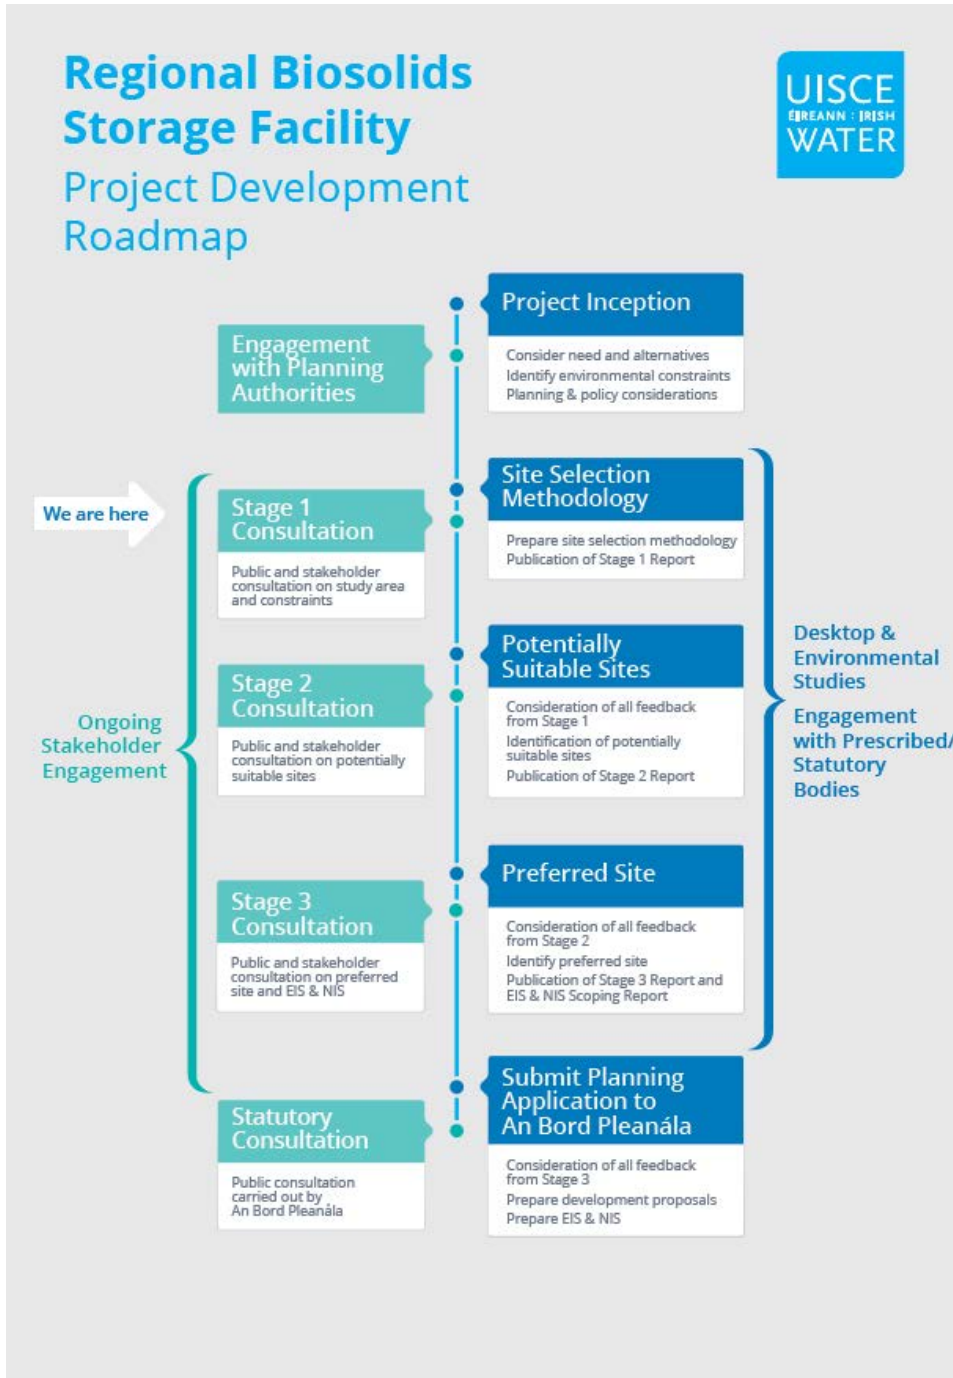 Regional Biosolids
Storage Facility
Project Development
Roadmap
UISCE
ÉIREANN : IRISH
WATER
Project Inception
Consider need and alternatives
Identify environmental constraints
Planning & policy considerations
Engagement
with Planning
Authorities
Site Selection
Methodology
Prepare site selection methodology
Publication of Stage 1 Report
We are here
Stage 1
Consultation
Public and stakeholder
consultation on study area
and constraints
Potentially
Suitable Sites
Consideration of all feedback
from Stage 1
Identification of potentially
suitable sites
Publication of Stage 2 Report
Stage 2
Consultation
Public and stakeholder
consultation on potentially
suitable sites
Ongoing
Stakeholder
Engagement
Desktop &
Environmental
Studies
Engagement
with Prescribed/
Statutory
Bodies
Preferred Site
Consideration of all feedback
from Stage 2
Identify preferred site
Publication of Stage 3 Report and
EIS & NIS Scoping Report
Stage 3
Consultation
Public and stakeholder
consultation on preferred
site and EIS & NIS
Submit Planning
Application to
An Bord Pleanála
Consideration of all feedback
from Stage 3
Prepare development proposals
Prepare EIS & NIS
Statutory
Consultation
Public consultation
carried out by
An Bord Pleanála